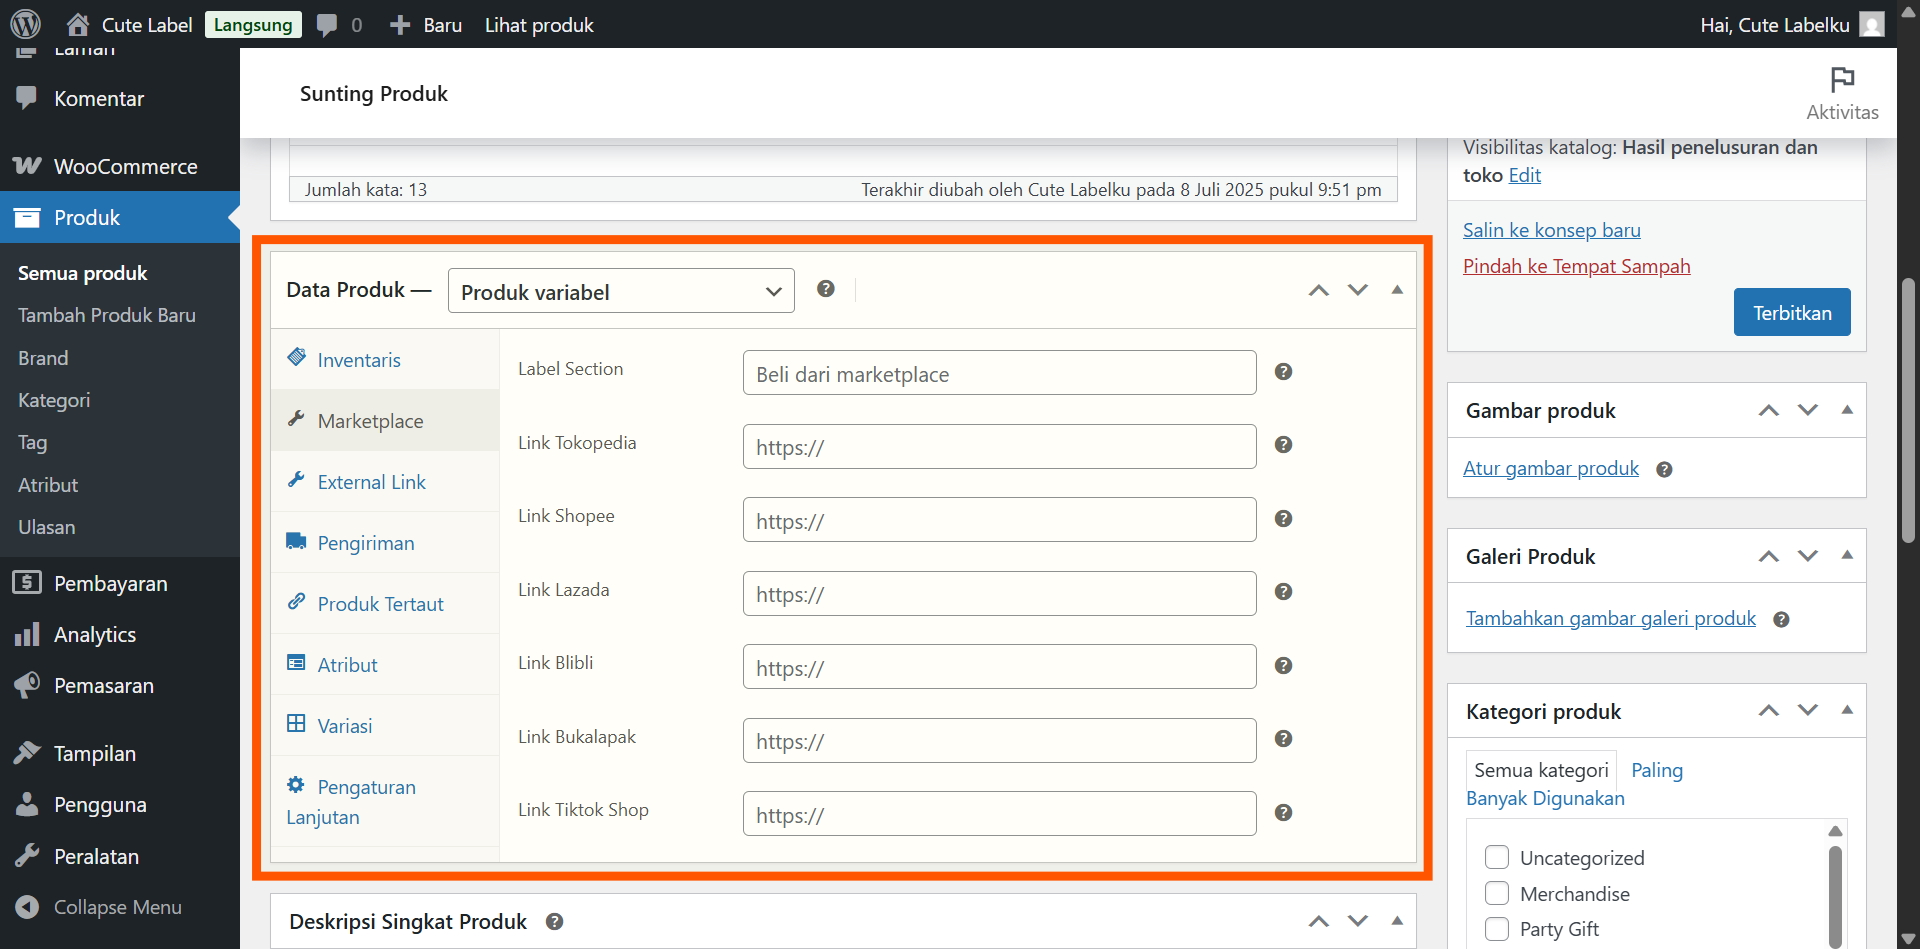 Cute Label
Langsung
0
Baru
Lihat produk
Hai, Cute Labelku
Laman
Komentar
WooCommerce
Produk
Semua produk
Tambah Produk Baru
Brand
Kategori
Tag
Atribut
Ulasan
Pembayaran
Analytics
Pemasaran
Tampilan
Pengguna
Peralatan
Collapse Menu
Sunting Produk
Aktivitas
Jumlah kata: 13
Terakhir diubah oleh Cute Labelku pada 8 Juli 2025 pukul 9:51 pm
Data Produk —
Produk variabel
Inventaris
Marketplace
External Link
Pengiriman
Produk Tertaut
Atribut
Variasi
Pengaturan
Lanjutan
Label Section
Beli dari marketplace
Link Tokopedia
https://
Link Shopee
https://
Link Lazada
https://
Link Blibli
https://
Link Bukalapak
https://
Link Tiktok Shop
https://
Deskripsi Singkat Produk
Visibilitas katalog: Hasil penelusuran dan
toko Edit
Salin ke konsep baru
Pindah ke Tempat Sampah
Terbitkan
Gambar produk
Atur gambar produk
Galeri Produk
Tambahkan gambar galeri produk
Kategori produk
Semua kategori
Paling
Banyak Digunakan
Uncategorized
Merchandise
Party Gift